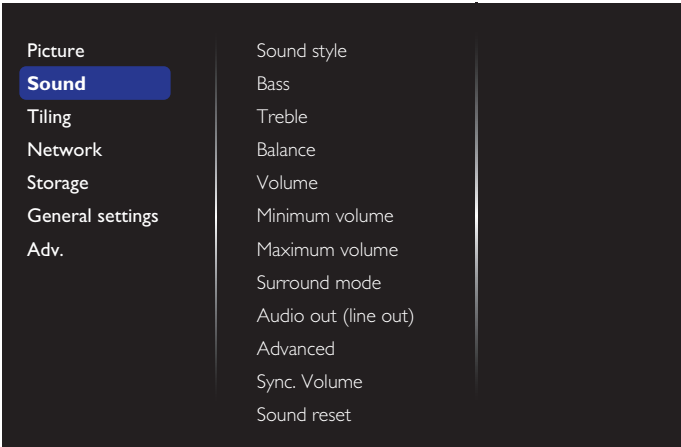 Picture
Sound
Tiling
Network
Storage
General settings
Adv.
Sound style
Bass
Treble
Balance
Volume
Minimum volume
Maximum volume
Surround mode
Audio out (line out)
Advanced
Sync. Volume
Sound reset